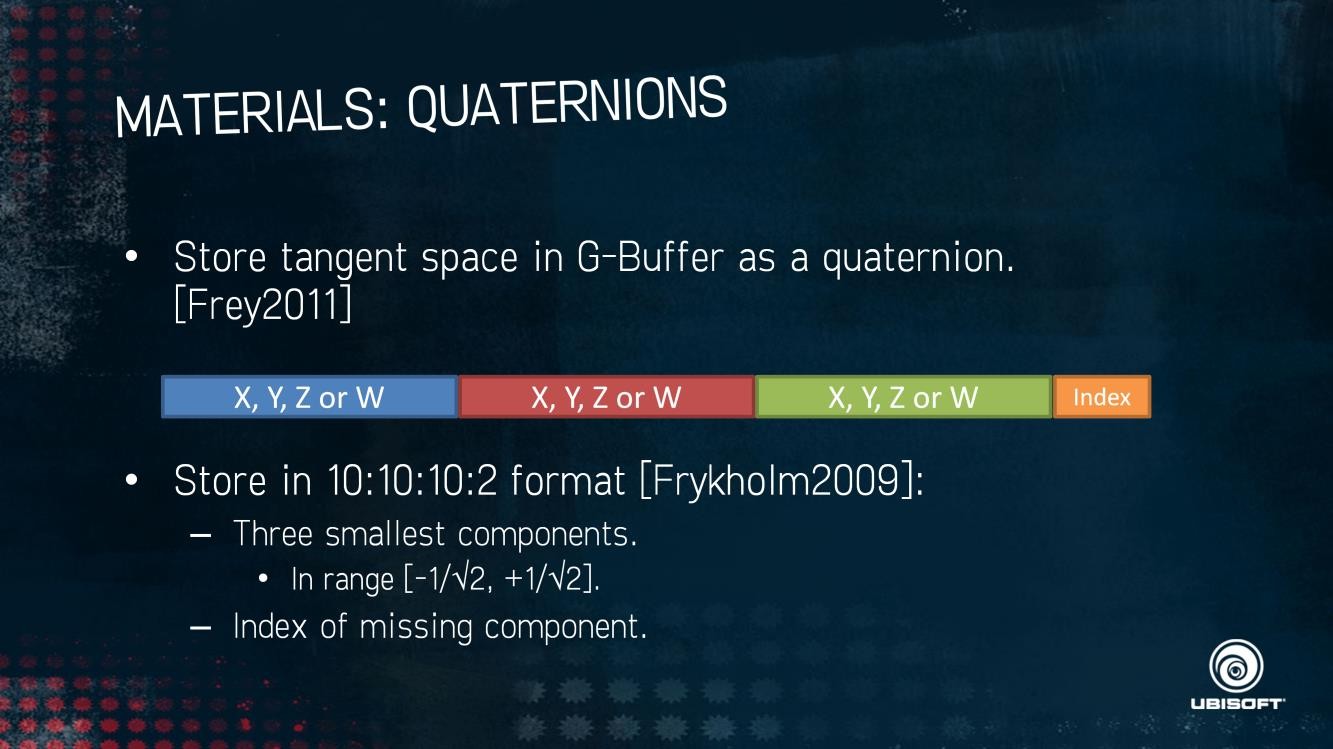 MATERIALS: QUATERNIONS
• Store tangent space in G-Buffer as a quaternion.
[Frey2011]
X, Y, Z or W X, Y, Z or W X, Y, Z or W Index
• Store in 10:10:10:2 format [Frykholm2009]:
– Three smallest components.
• In range [-1/√2, +1/√2].
– Index of missing component.
UBISOFT